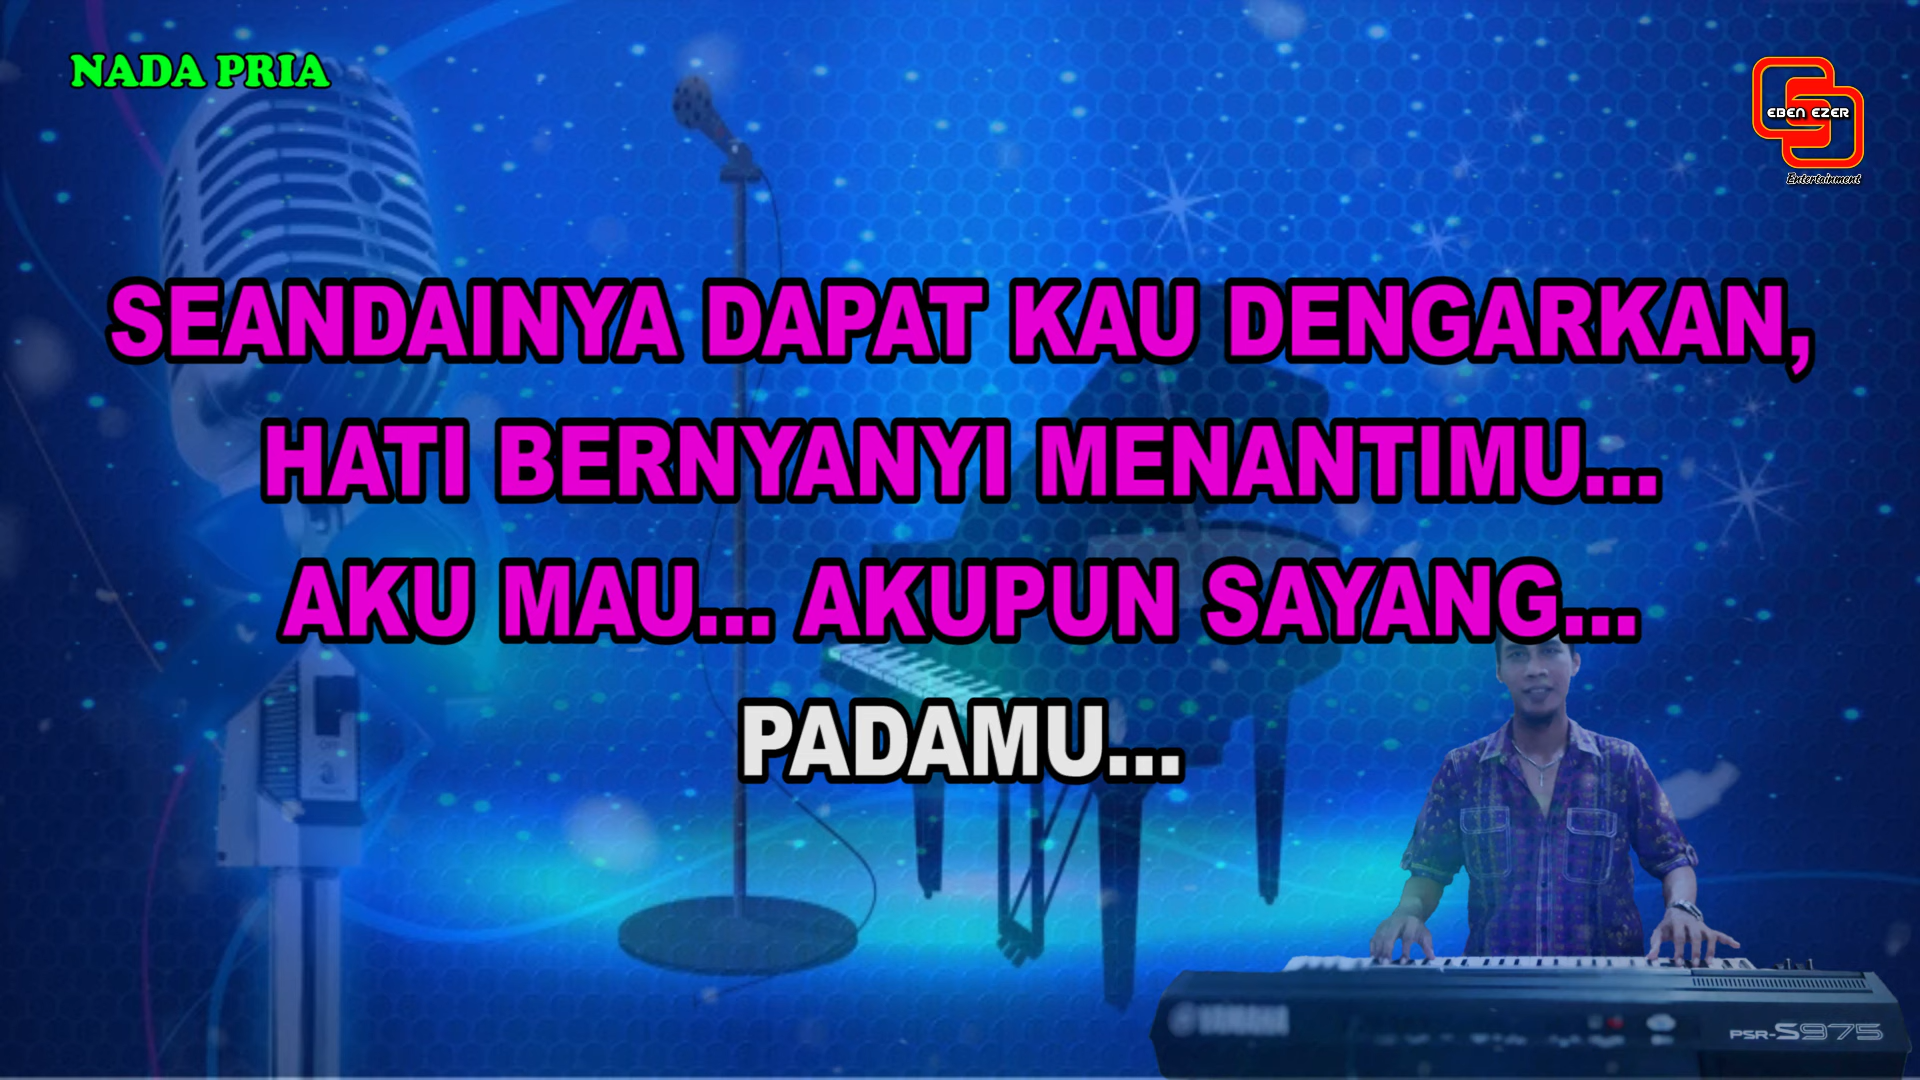 NADA PRIA
EBEN EZER
Entertainment
SEANDAINYA DAPAT KAU DENGARKAN,
HATI BERNYANYI MENANTIMU...
AKU MAU... AKUPUN SAYANG...
PADAMU...
YAMAHA
PSR-S975